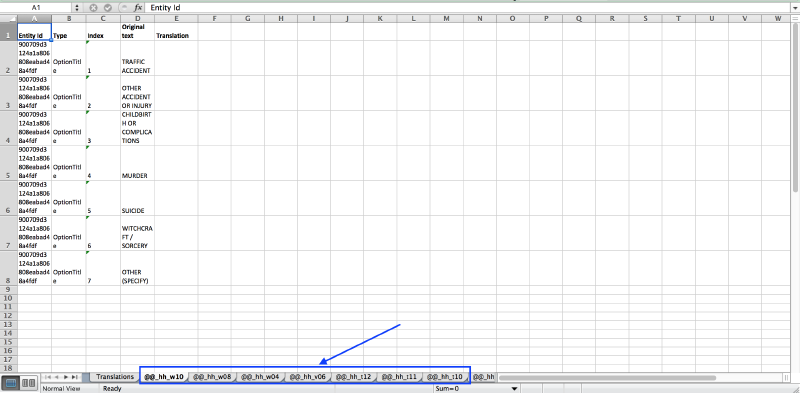 A1 fx Entity Id
A B C D E F G H I J K L M N O P Q R S T U V W
1 Entity Id Type Index Original text Translation
2 900709d3124a1a806808eabad48a4fdf OptionTitle 1 TRAFFIC ACCIDENT
3 900709d3124a1a806808eabad48a4fdf OptionTitle 2 OTHER ACCIDENT OR INJURY
4 900709d3124a1a806808eabad48a4fdf OptionTitle 3 CHILDBIRTH OR COMPLICATIONS
5 900709d3124a1a806808eabad48a4fdf OptionTitle 4 MURDER
6 900709d3124a1a806808eabad48a4fdf OptionTitle 5 SUICIDE
7 900709d3124a1a806808eabad48a4fdf OptionTitle 6 WITCHCRAFT / SORCERY
8 900709d3124a1a806808eabad48a4fdf OptionTitle 7 OTHER (SPECIFY)
9
10
11
12
13
14
15
16
17
18
Translations @@_hh_w10 @@_hh_w08 @@_hh_w04 @@_hh_v06 @@_hh_t12 @@_hh_t11 @@_hh_t10 @@_hh
Normal View Ready Sum=0